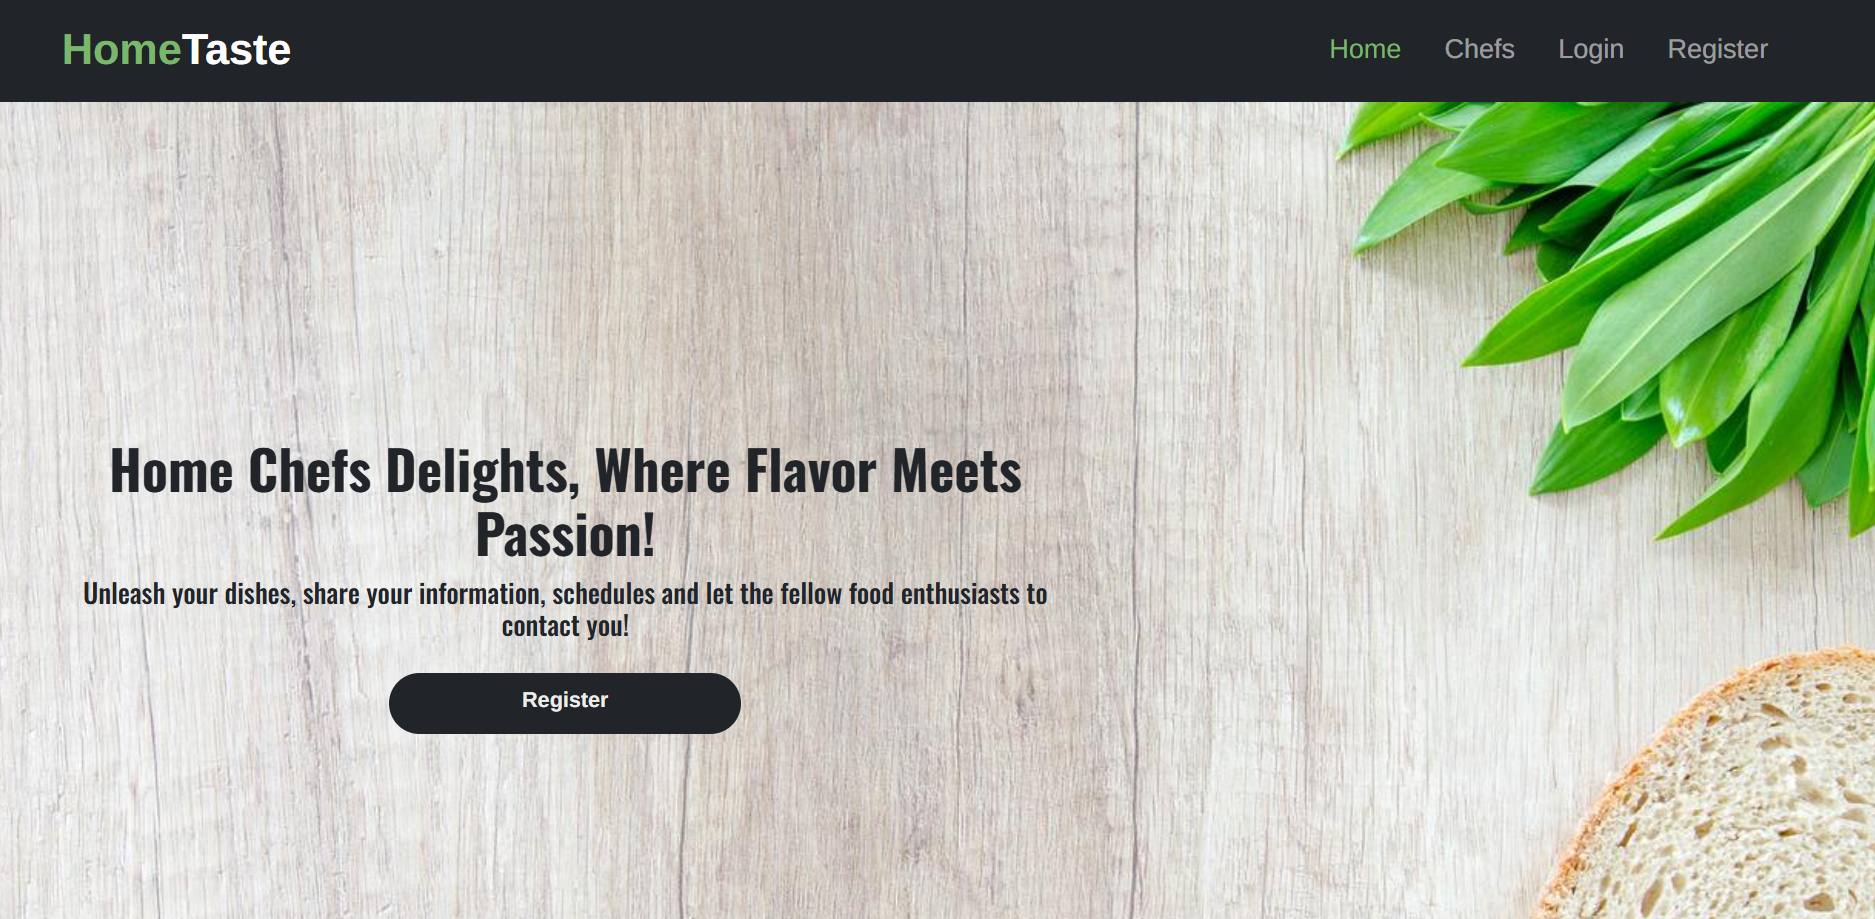 HomeTaste
Home Chefs Login Register
Home Chefs Delights, Where Flavor Meets
Passion!
Unleash your dishes, share your information, schedules and let the fellow food enthusiasts to
contact you!
Register